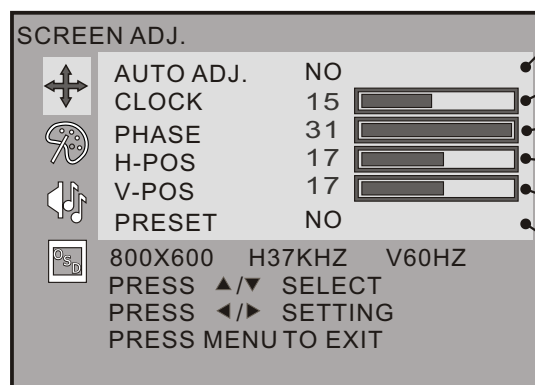 SCREEN ADJ.
AUTO ADJ. NO
CLOCK 15
PHASE 31
H-POS 17
V-POS 17
PRESET NO
OSD
800X600 H37KHZ V60HZ
PRESS ▲/▼ SELECT
PRESS ◀/▶ SETTING
PRESS MENU TO EXIT